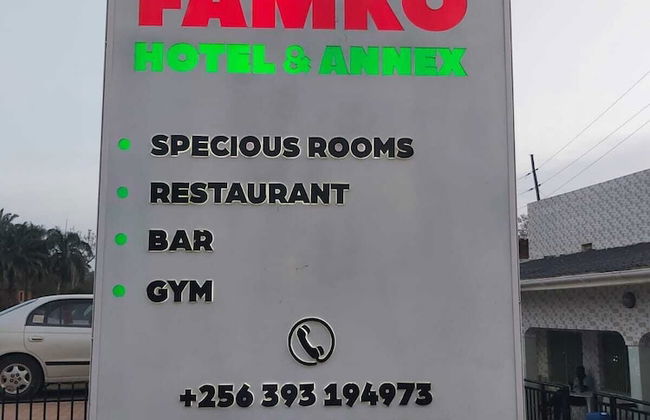 FAMKO
HOTEL & ANNEX
SPECIOUS ROOMS
RESTAURANT
BAR
GYM
+256 393 194973